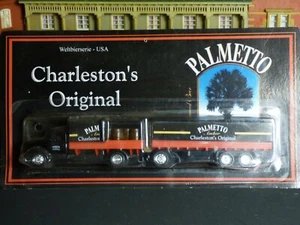 Weltbierserie - USA
Charleston's
Original
PALMETTO
PALM
Charleston's
PALMETTO
Charleston's Original